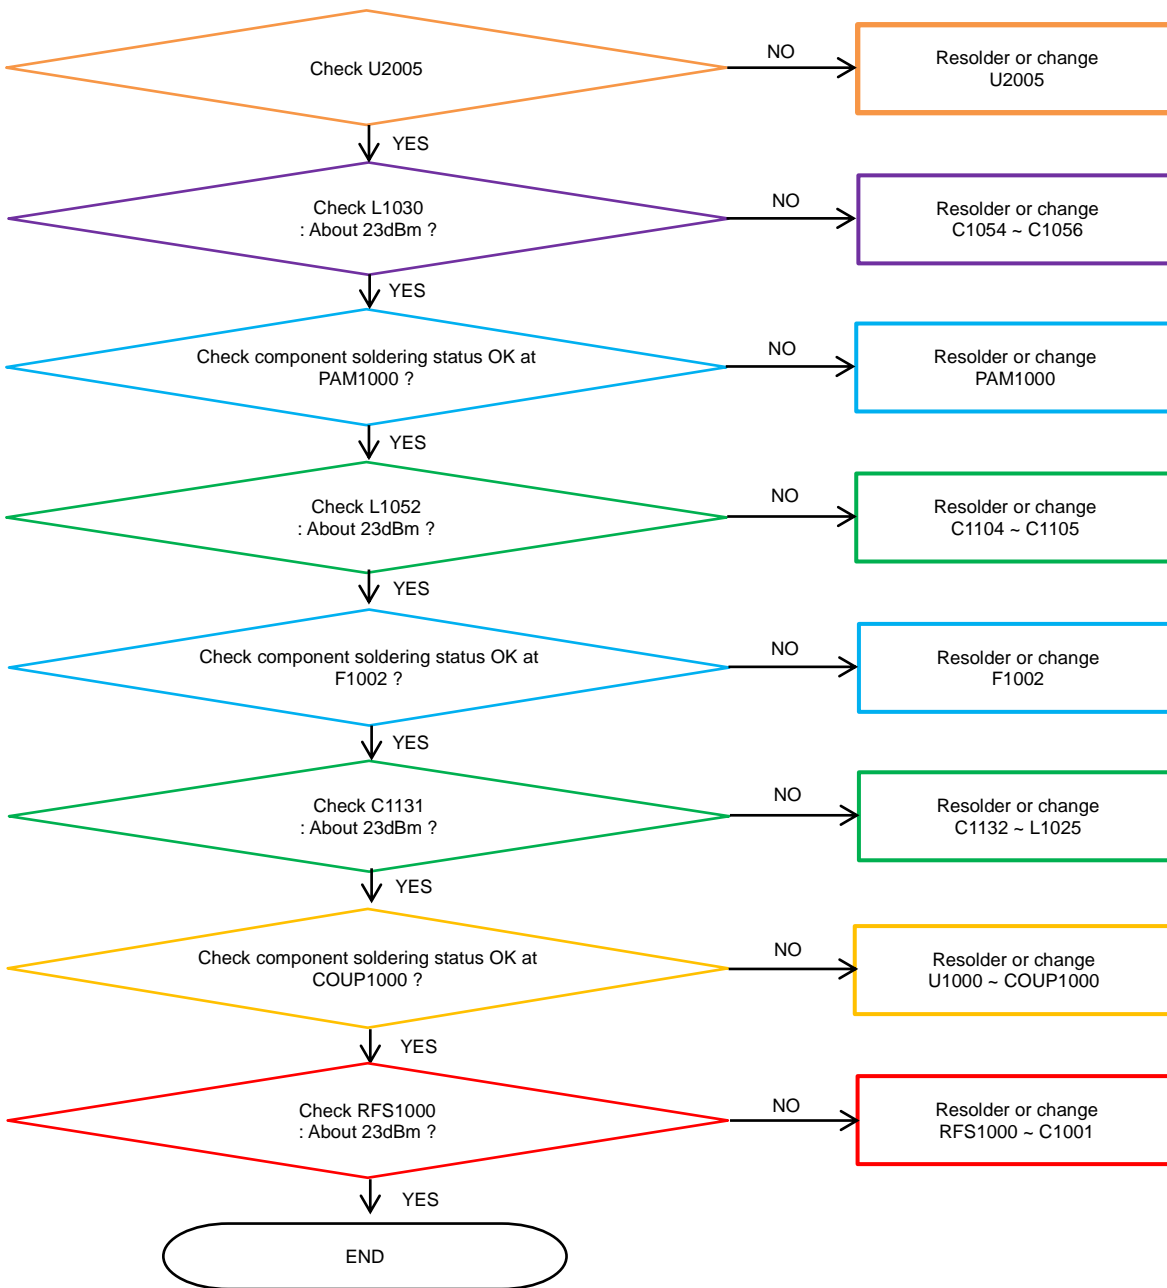 Check U2005
NO
Resolder or change
U2005
YES
Check L1030
: About 23dBm ?
NO
Resolder or change
C1054 ~ C1056
YES
Check component soldering status OK at
PAM1000 ?
NO
Resolder or change
PAM1000
YES
Check L1052
: About 23dBm ?
NO
Resolder or change
C1104 ~ C1105
YES
Check component soldering status OK at
F1002 ?
NO
Resolder or change
F1002
YES
Check C1131
: About 23dBm ?
NO
Resolder or change
C1132 ~ L1025
YES
Check component soldering status OK at
COUP1000 ?
NO
Resolder or change
U1000 ~ COUP1000
YES
Check RFS1000
: About 23dBm ?
NO
Resolder or change
RFS1000 ~ C1001
YES
END